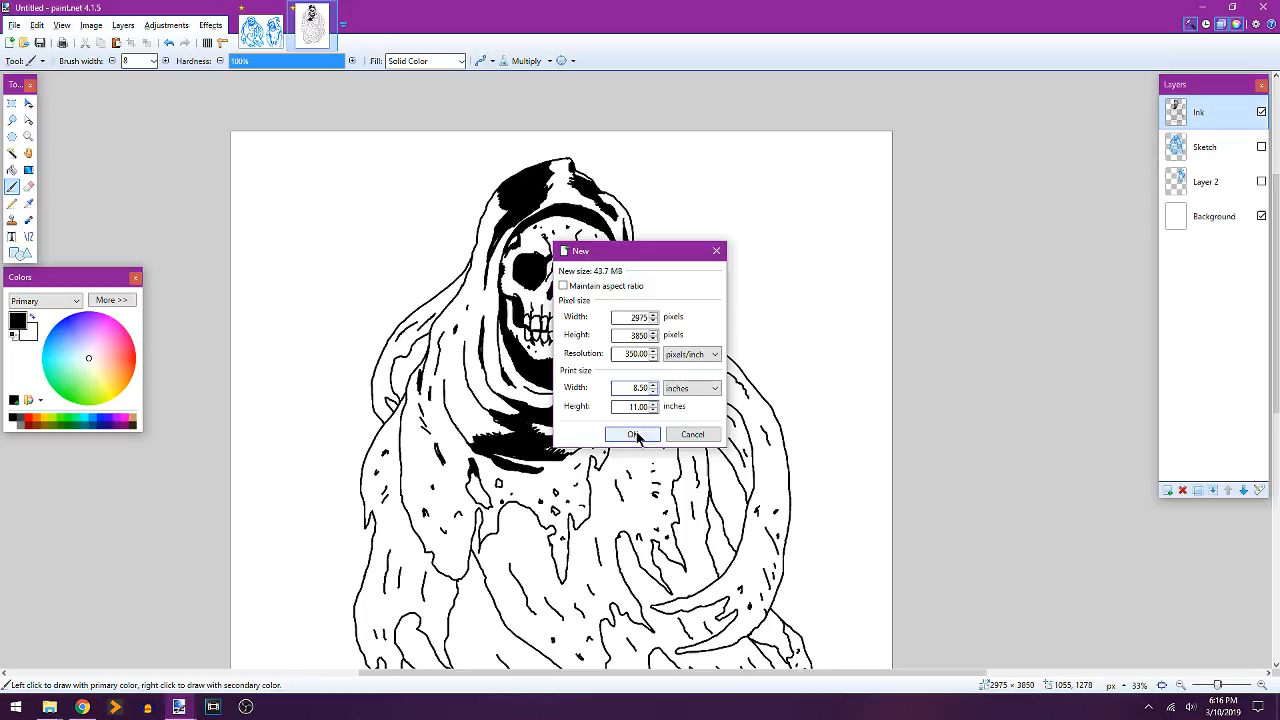 Untitled - paint.net 4.1.5
File Edit View Image Layers Adjustments Effects
Tool: Brush width: 8 Hardness: 100% Fill: Solid Color Multiply
To...
Colors
Primary More >>
New
New size: 43.7 MB
Maintain aspect ratio
Pixel size
Width: 2975 pixels
Height: 3850 pixels
Resolution: 350.00 pixels/inch
Print size
Width: 8.50 inches
Height: 11.00 inches
OK Cancel
Layers
Ink
Sketch
Layer 2
Background
Left click to draw with primary color, right click to draw with secondary color. 2975 × 3850 1055, 1278 px 33%
6:16 PM
3/10/2019